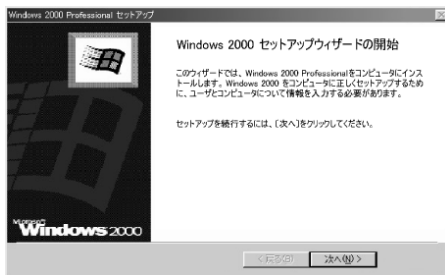 Windows 2000 Professional セットアップ
Windows 2000 セットアップウィザードの開始
このウィザードでは、Windows 2000 Professionalをコンピュータにインス
トールします。Windows 2000 をコンピュータに正しくセットアップするため
に、ユーザとコンピュータについて情報を入力する必要があります。
セットアップを続行するには、[次へ]をクリックしてください。
Microsoft
Windows 2000
< 戻る(B)
次へ(N) >